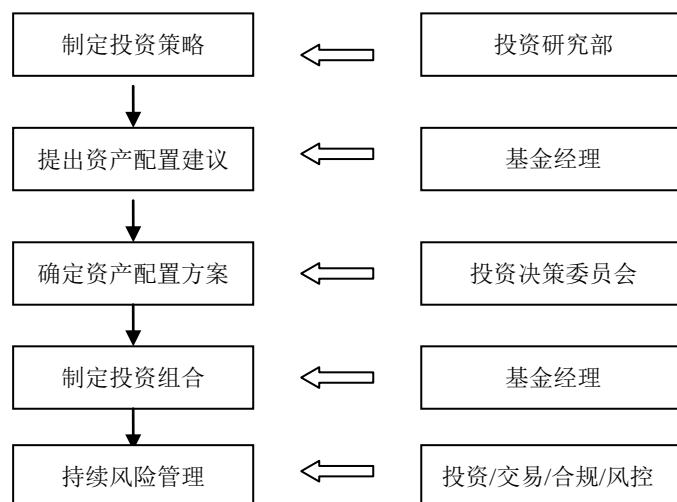 制定投资策略
投资研究部
提出资产配置建议
基金经理
确定资产配置方案
投资决策委员会
制定投资组合
基金经理
持续风险管理
投资/交易/合规/风控